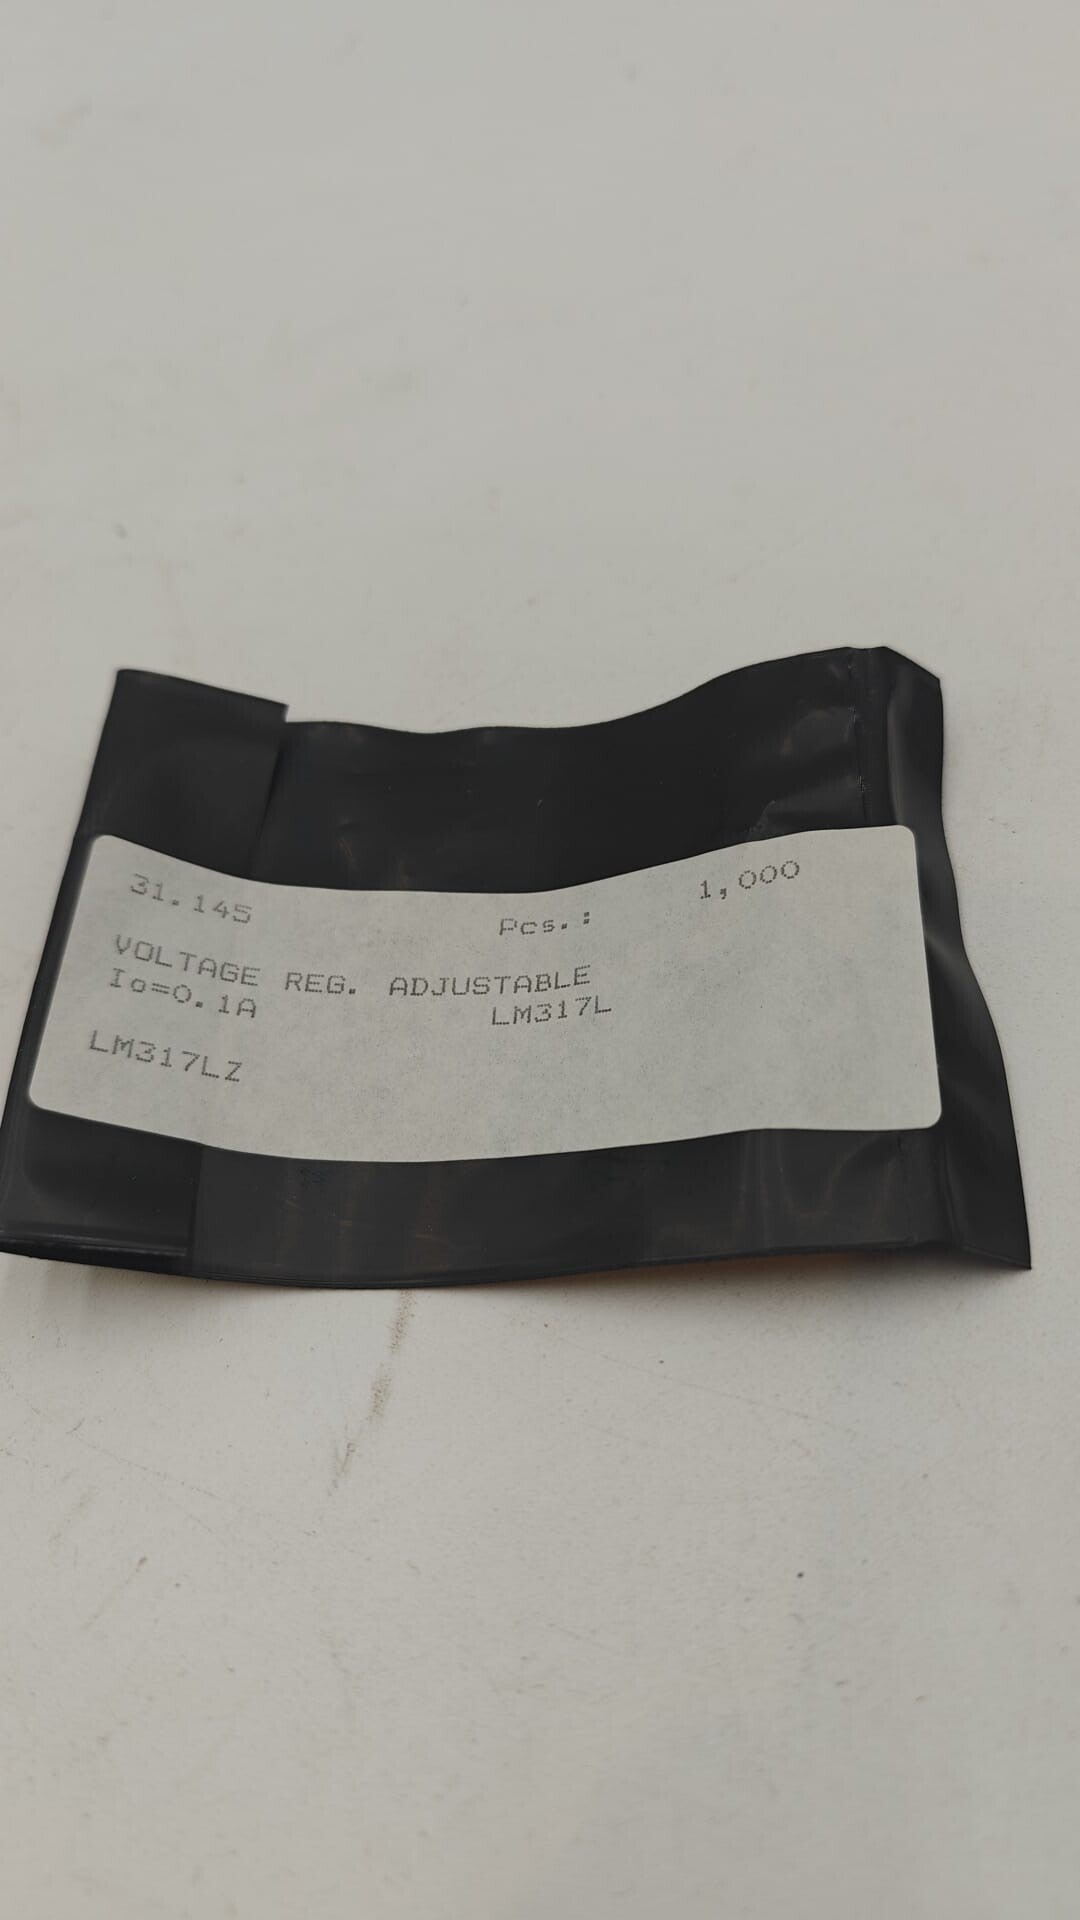 31.145 Pcs.: 1,000
VOLTAGE REG. ADJUSTABLE
Io=0.1A LM317L
LM317LZ